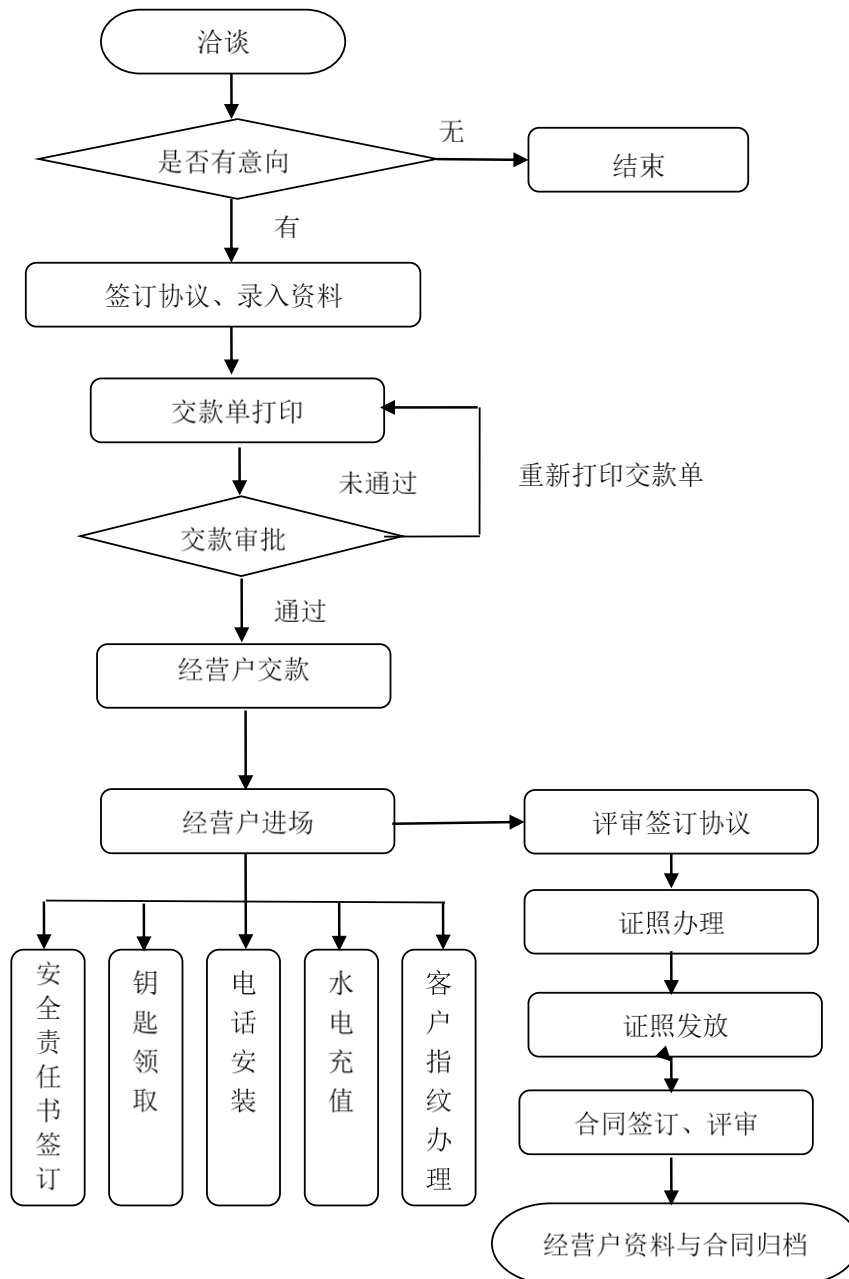 洽谈
是否有意向
无
结束
有
签订协议、录入资料
交款单打印
未通过
重新打印交款单
交款审批
通过
经营户交款
经营户进场
评审签订协议
证照办理
安全责任书签订
钥匙领取
电话安装
水电充值
客户指纹办理
证照发放
合同签订、评审
经营户资料与合同归档